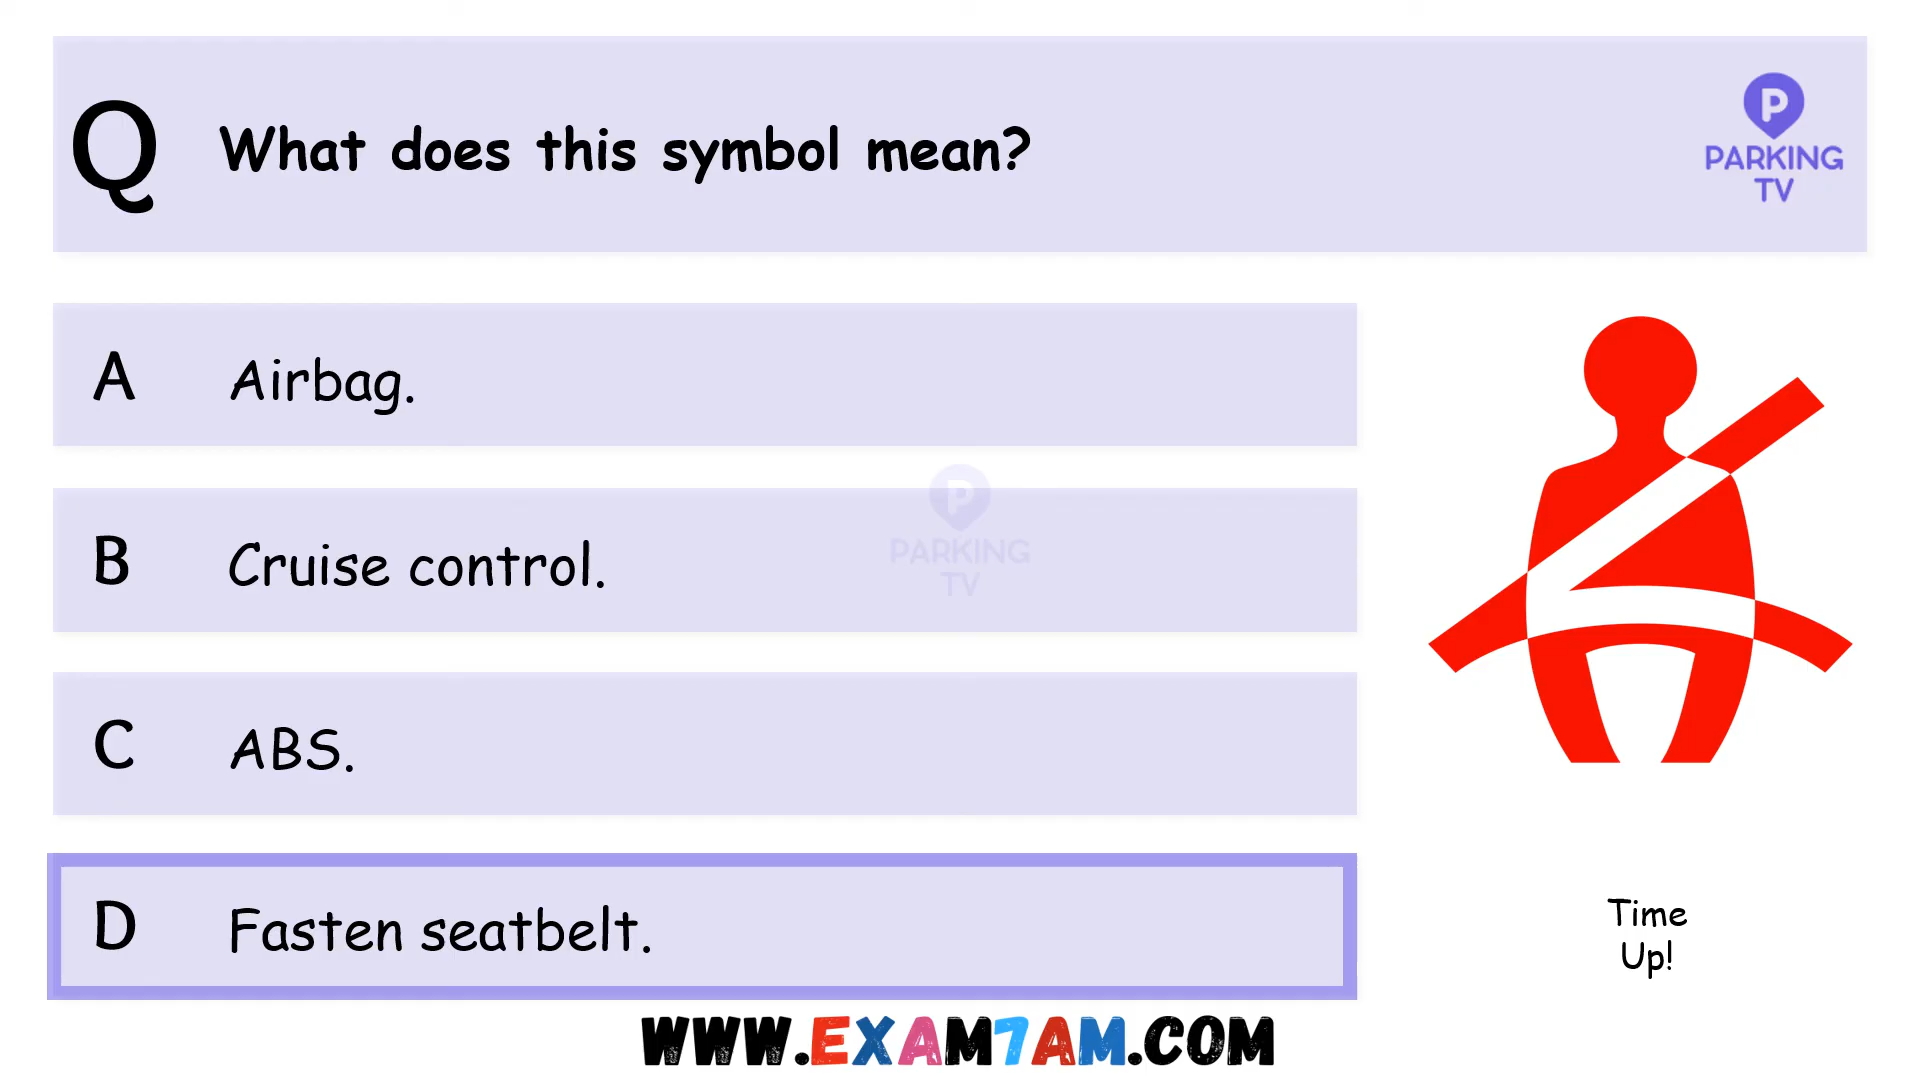 Q What does this symbol mean?
P
PARKING
TV
A Airbag.
B Cruise control.
P
PARKING
TV
C ABS.
D Fasten seatbelt.
Time
Up!
WWW.EXAM7AM.COM